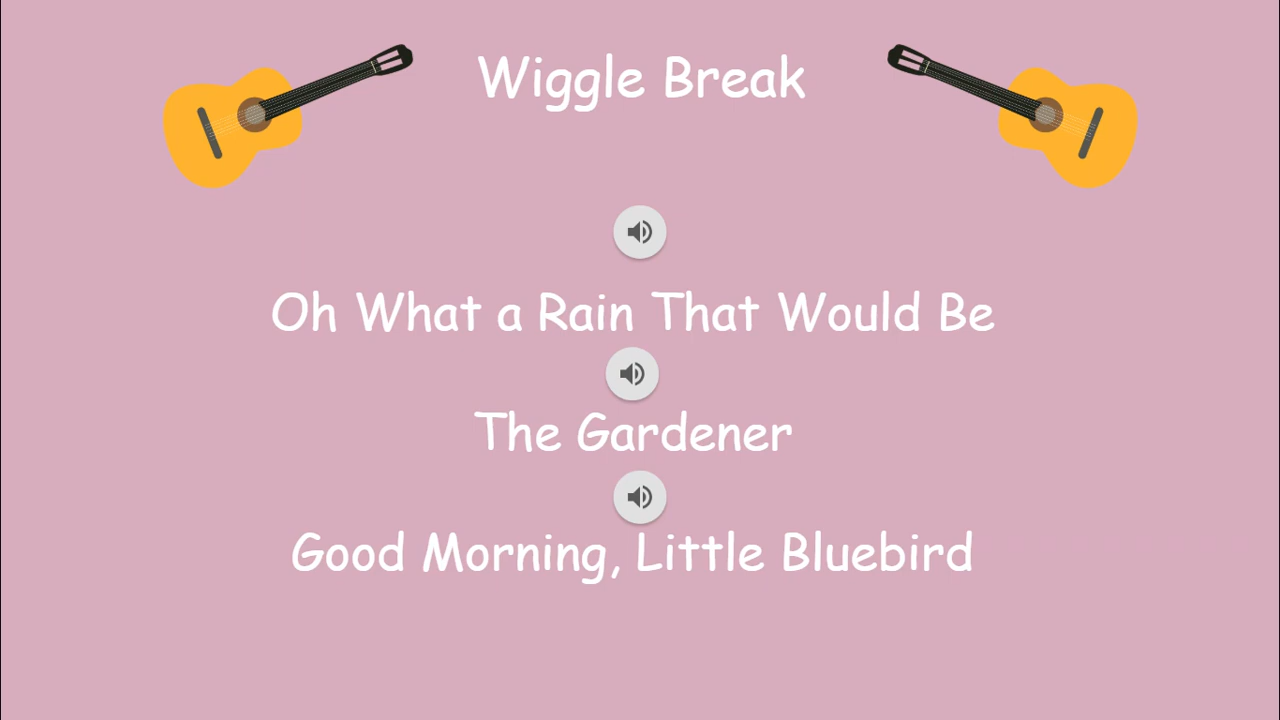 Wiggle Break
Oh What a Rain That Would Be
The Gardener
Good Morning, Little Bluebird